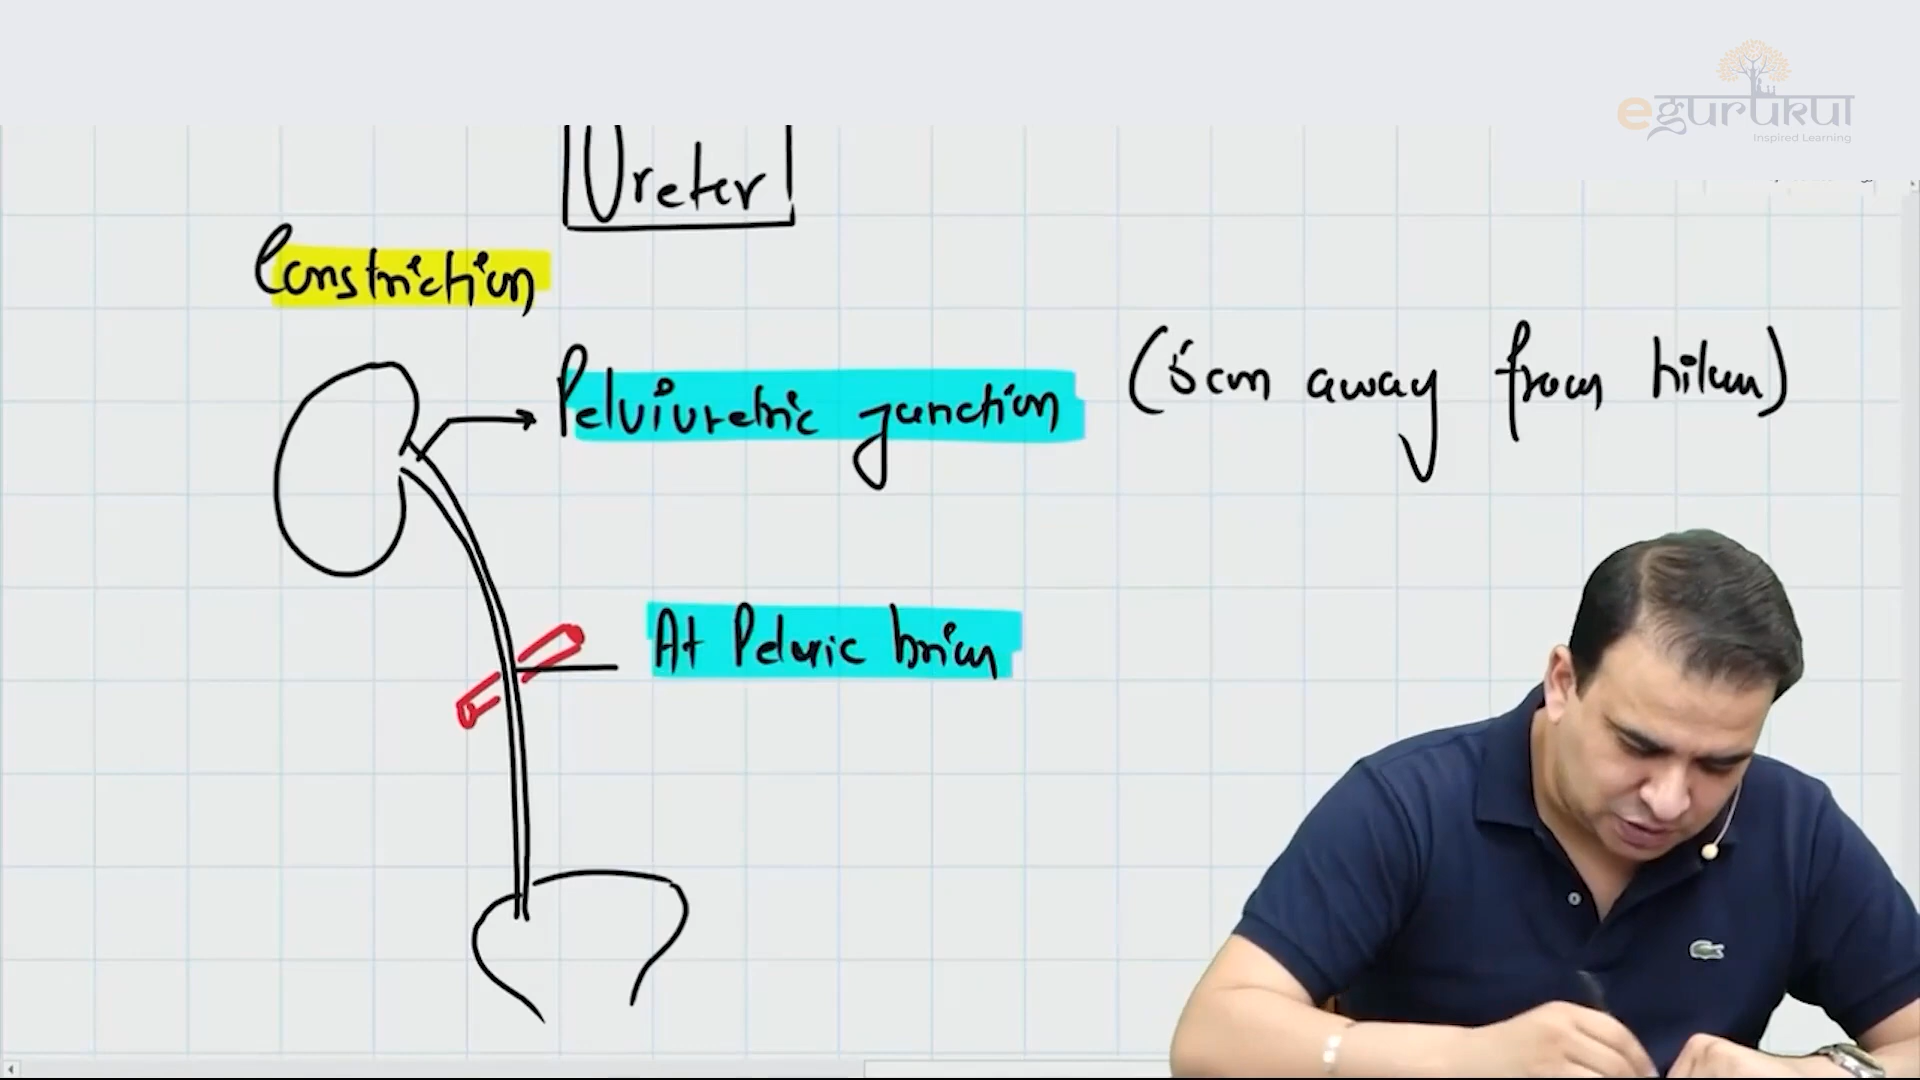 eGurukul
Inspired Learning
Ureter
Constriction
Pelviuretric junction (5cm away from hilum)
At Pelvic brim